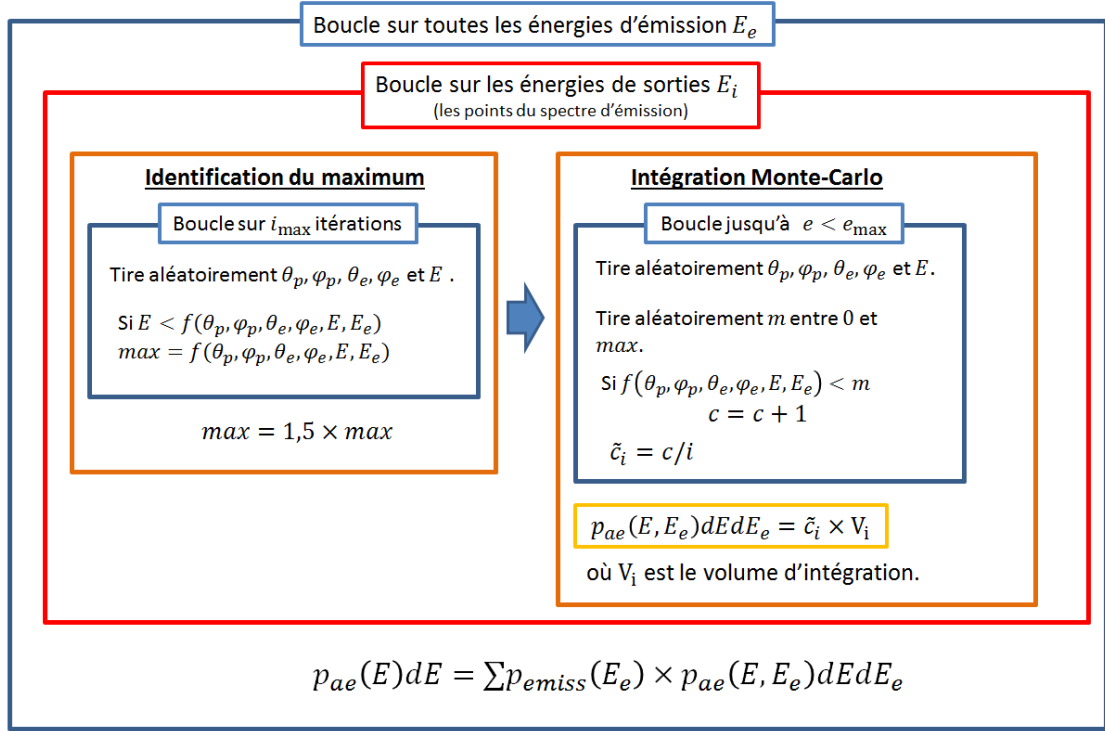 Boucle sur toutes les énergies d’émission E_e
Boucle sur les énergies de sorties E_i
(les points du spectre d’émission)
Identification du maximum
Boucle sur i_max itérations
Tire aléatoirement θ_p, φ_p, θ_e, φ_e et E .
Si E < f(θ_p, φ_p, θ_e, φ_e, E, E_e)
max = f(θ_p, φ_p, θ_e, φ_e, E, E_e)
max = 1,5 × max
Intégration Monte-Carlo
Boucle jusqu’à e < e_max
Tire aléatoirement θ_p, φ_p, θ_e, φ_e et E.
Tire aléatoirement m entre 0 et
max.
Si f(θ_p, φ_p, θ_e, φ_e, E, E_e) < m
c = c + 1
c̃_i = c/i
p_ae(E, E_e)dEdE_e = c̃_i × V_i
où V_i est le volume d’intégration.
p_ae(E)dE = ∑p_emiss(E_e) × p_ae(E, E_e)dEdE_e